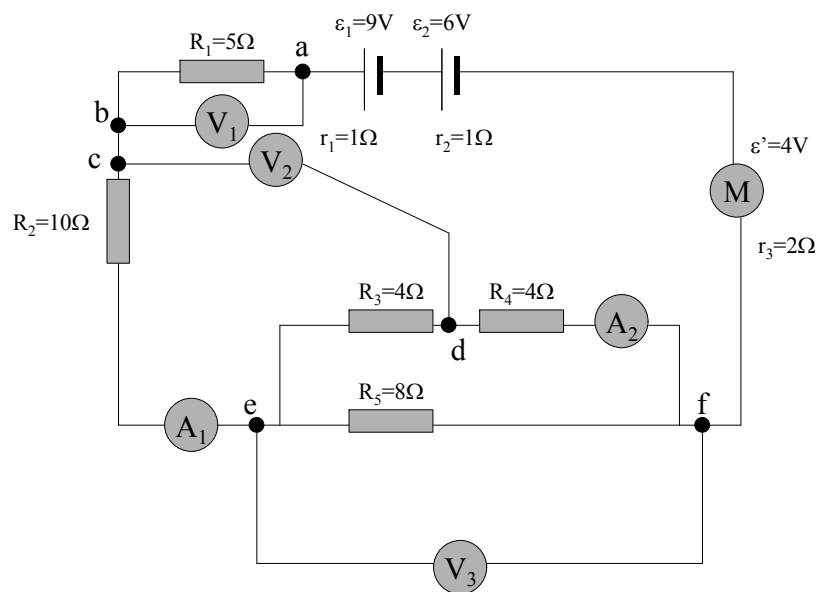 ε₁=9V ε₂=6V
R₁=5Ω a
b V₁ r₁=1Ω r₂=1Ω
c V₂ ε’=4V
M
R₂=10Ω r₃=2Ω
R₃=4Ω R₄=4Ω
d A₂
R₅=8Ω
A₁ e f
V₃